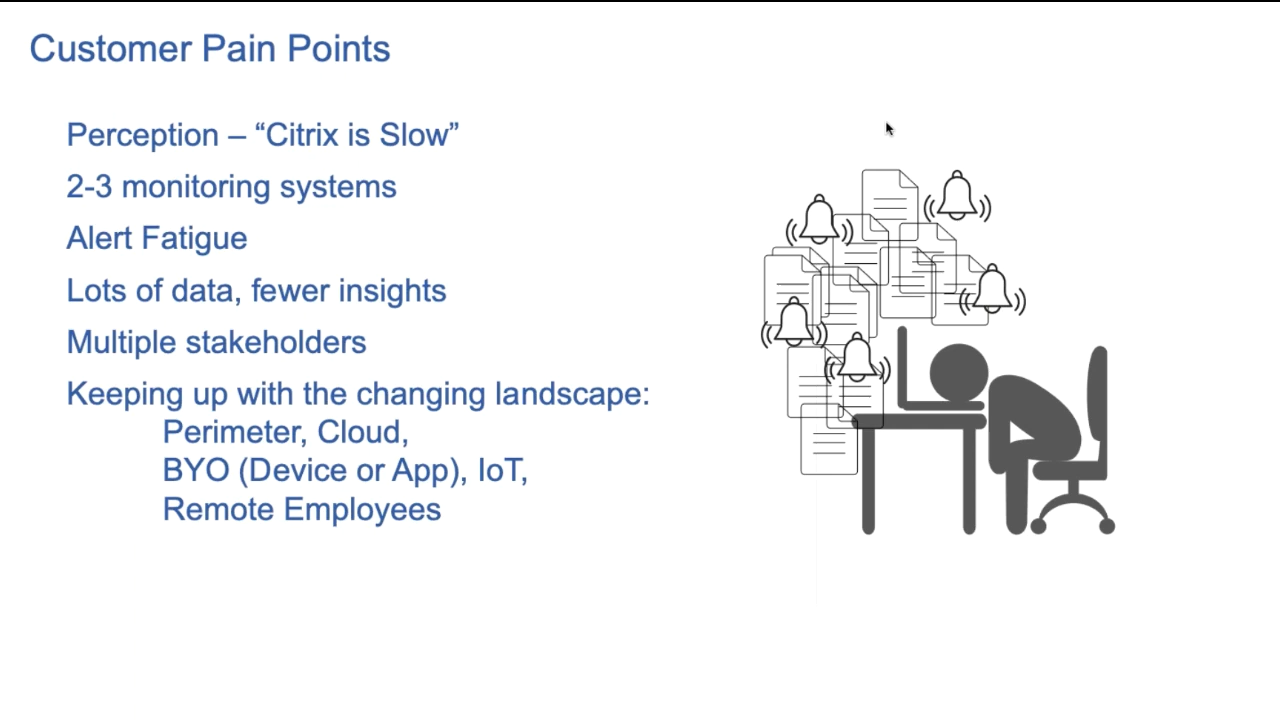 Customer Pain Points
Perception – “Citrix is Slow”
2-3 monitoring systems
Alert Fatigue
Lots of data, fewer insights
Multiple stakeholders
Keeping up with the changing landscape:
Perimeter, Cloud,
BYO (Device or App), IoT,
Remote Employees